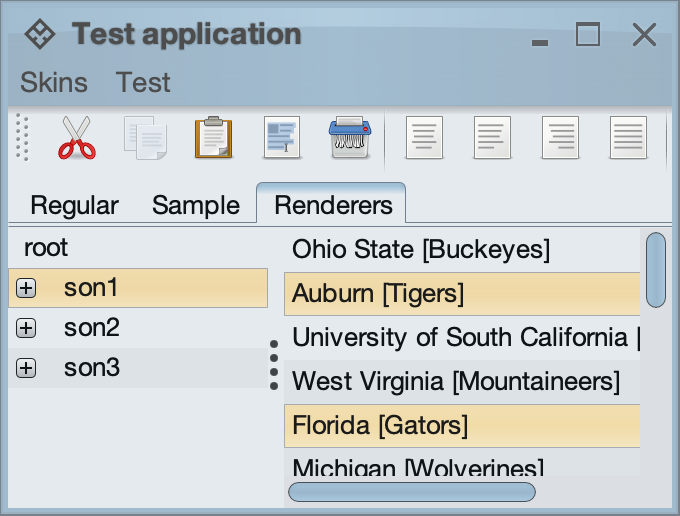 Test application
Skins Test
Regular Sample Renderers
root
son1
son2
son3
Ohio State [Buckeyes]
Auburn [Tigers]
University of South California [
West Virginia [Mountaineers]
Florida [Gators]
Michigan [Wolverines]